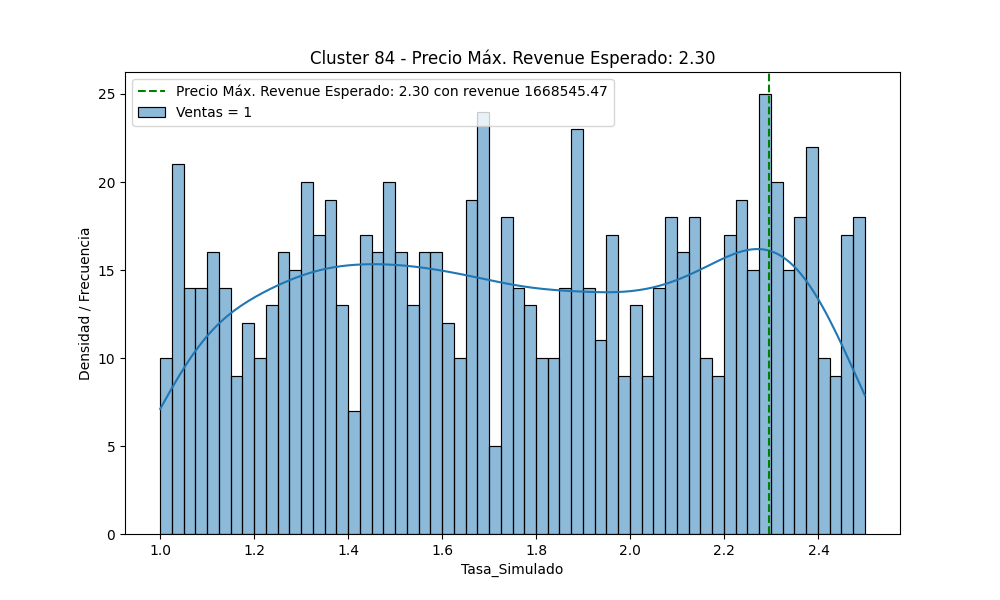 Cluster 84 - Precio Máx. Revenue Esperado: 2.30
Precio Máx. Revenue Esperado: 2.30 con revenue 1668545.47
Ventas = 1
Densidad / Frecuencia
25
20
15
10
5
0
1.0 1.2 1.4 1.6 1.8 2.0 2.2 2.4
Tasa_Simulado